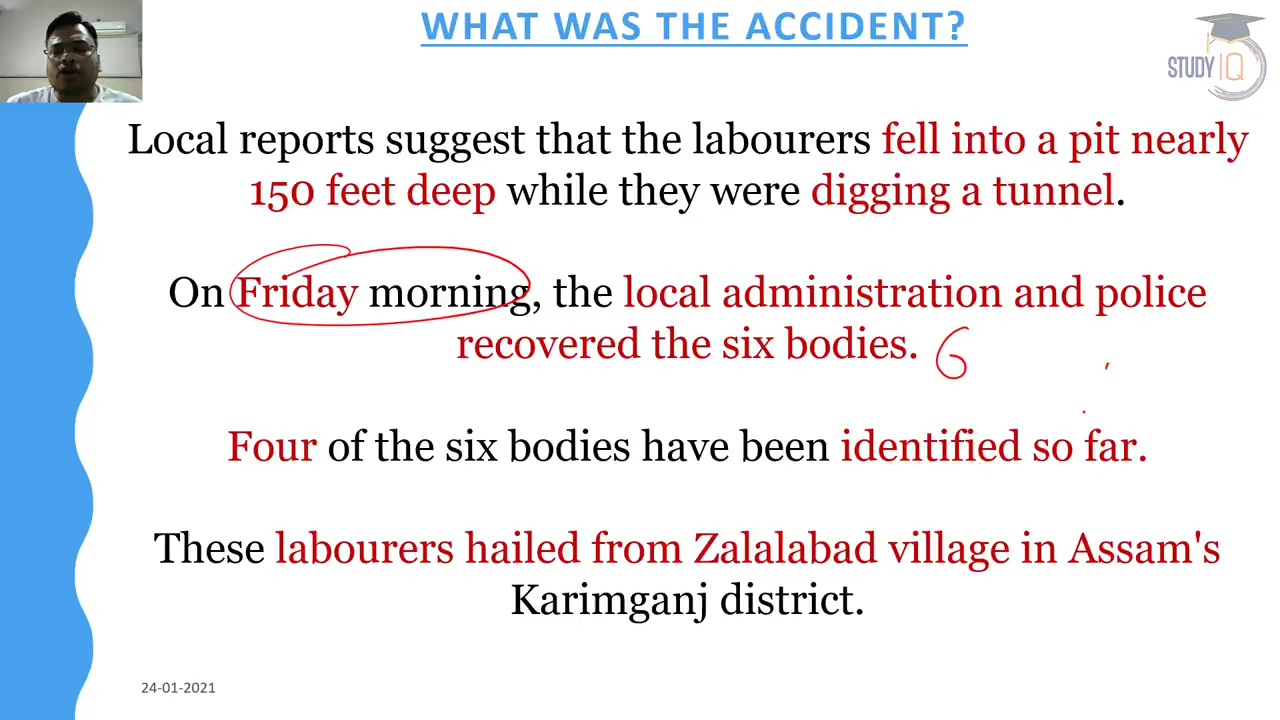 WHAT WAS THE ACCIDENT?
STUDY IQ
Local reports suggest that the labourers fell into a pit nearly
150 feet deep while they were digging a tunnel.
On Friday morning, the local administration and police
recovered the six bodies. 6
Four of the six bodies have been identified so far.
These labourers hailed from Zalalabad village in Assam's
Karimganj district.
24-01-2021